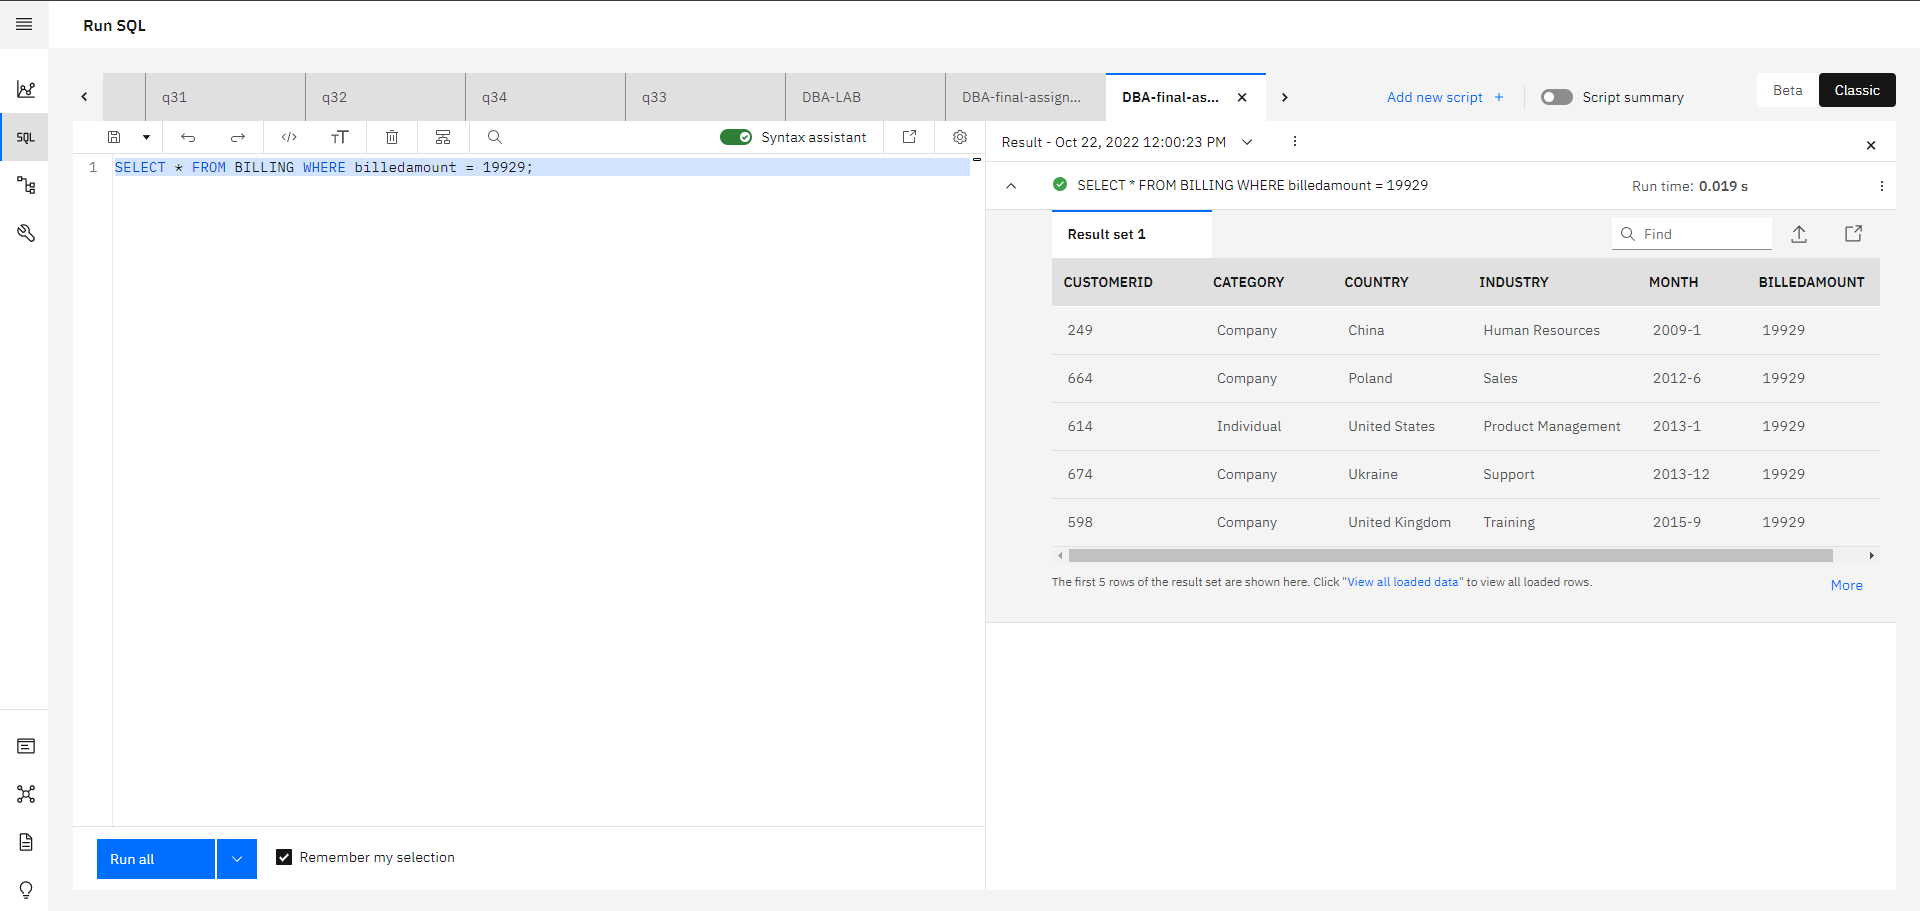 Run SQL
q31
q32
q34
q33
DBA-LAB
DBA-final-assign...
DBA-final-as...
Add new script +
Script summary
Beta
Classic
SQL
Syntax assistant
Result - Oct 22, 2022 12:00:23 PM
1 SELECT * FROM BILLING WHERE billedamount = 19929;
SELECT * FROM BILLING WHERE billedamount = 19929
Run time: 0.019 s
Result set 1
Find
CUSTOMERID CATEGORY COUNTRY INDUSTRY MONTH BILLEDAMOUNT
249 Company China Human Resources 2009-1 19929
664 Company Poland Sales 2012-6 19929
614 Individual United States Product Management 2013-1 19929
674 Company Ukraine Support 2013-12 19929
598 Company United Kingdom Training 2015-9 19929
The first 5 rows of the result set are shown here. Click "View all loaded data" to view all loaded rows.
More
Run all
Remember my selection